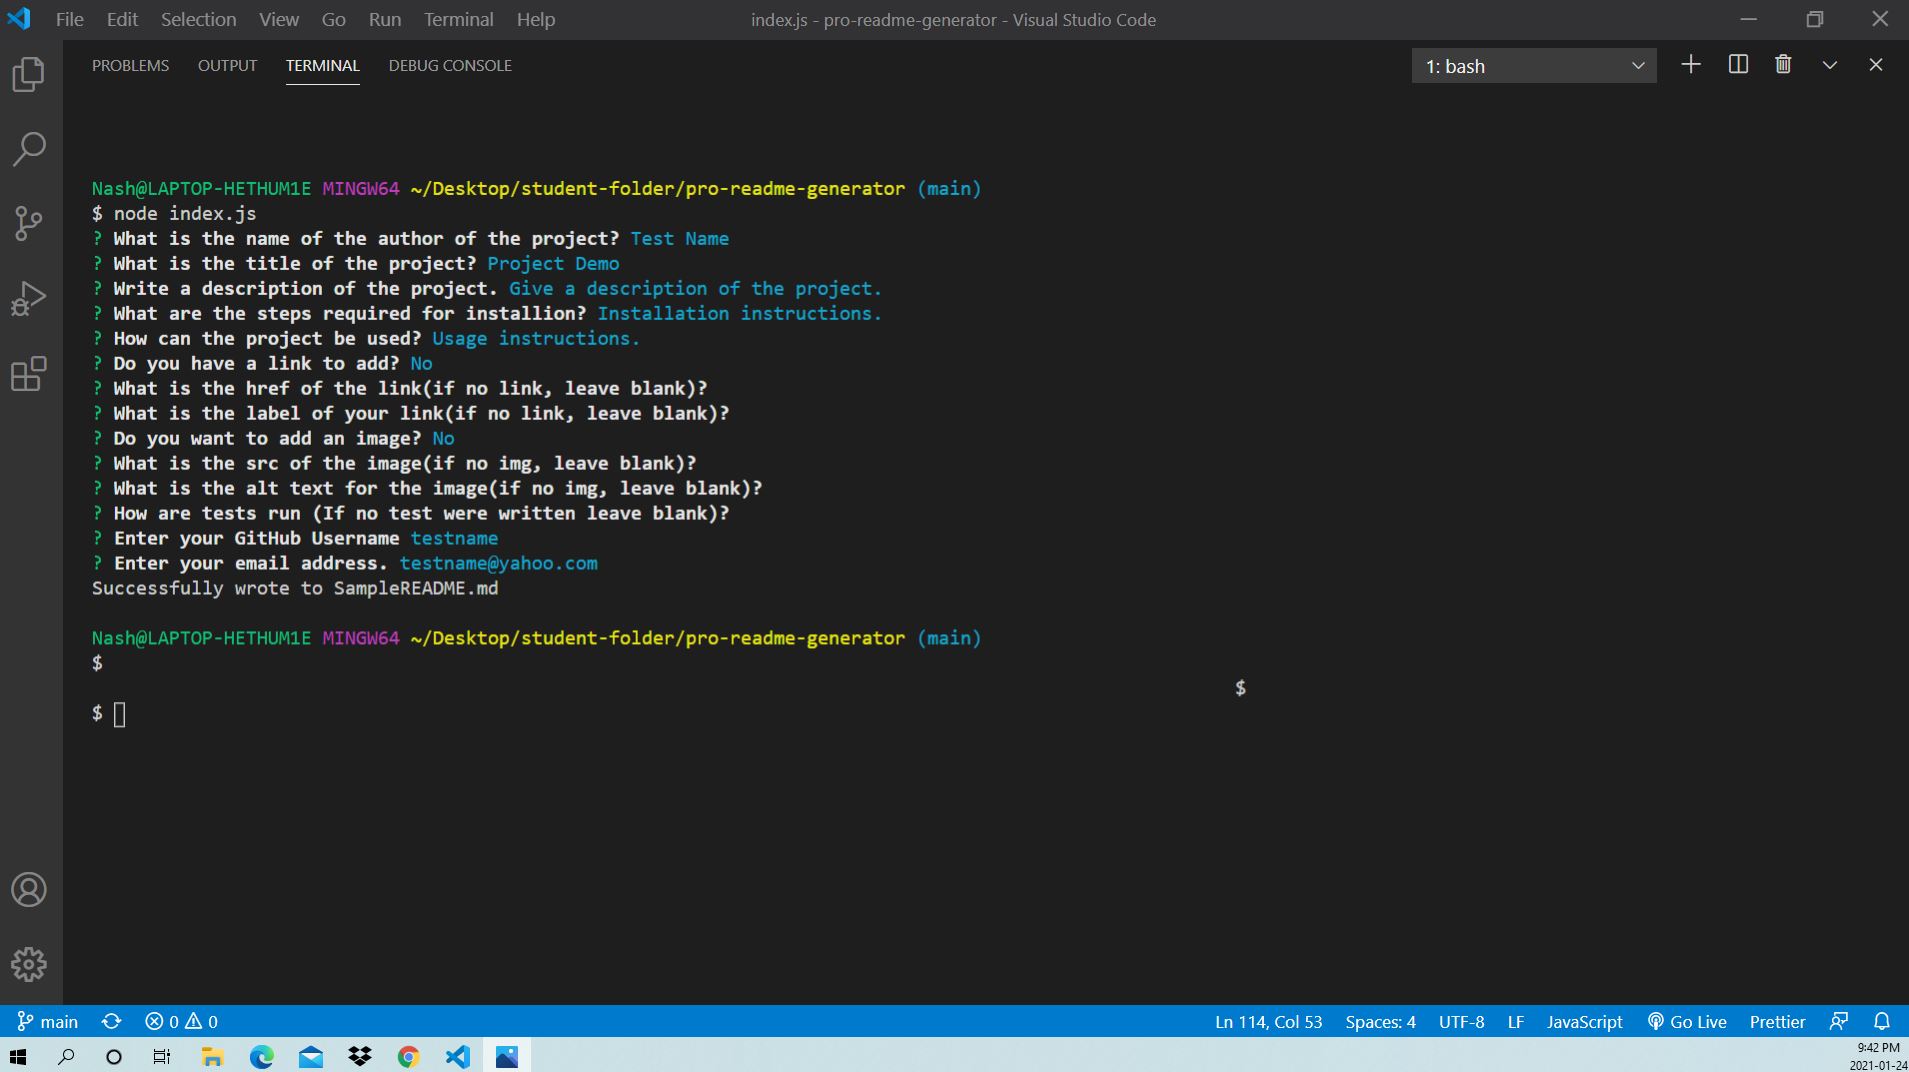 File Edit Selection View Go Run Terminal Help index.js - pro-readme-generator - Visual Studio Code
PROBLEMS OUTPUT TERMINAL DEBUG CONSOLE 1: bash
Nash@LAPTOP-HETHUM1E MINGW64 ~/Desktop/student-folder/pro-readme-generator (main)
$ node index.js
? What is the name of the author of the project? Test Name
? What is the title of the project? Project Demo
? Write a description of the project. Give a description of the project.
? What are the steps required for installion? Installation instructions.
? How can the project be used? Usage instructions.
? Do you have a link to add? No
? What is the href of the link(if no link, leave blank)?
? What is the label of your link(if no link, leave blank)?
? Do you want to add an image? No
? What is the src of the image(if no img, leave blank)?
? What is the alt text for the image(if no img, leave blank)?
? How are tests run (If no test were written leave blank)?
? Enter your GitHub Username testname
? Enter your email address. testname@yahoo.com
Successfully wrote to SampleREADME.md
Nash@LAPTOP-HETHUM1E MINGW64 ~/Desktop/student-folder/pro-readme-generator (main)
$
$
$
main 0 0 Ln 114, Col 53 Spaces: 4 UTF-8 LF JavaScript Go Live Prettier
9:42 PM
2021-01-24